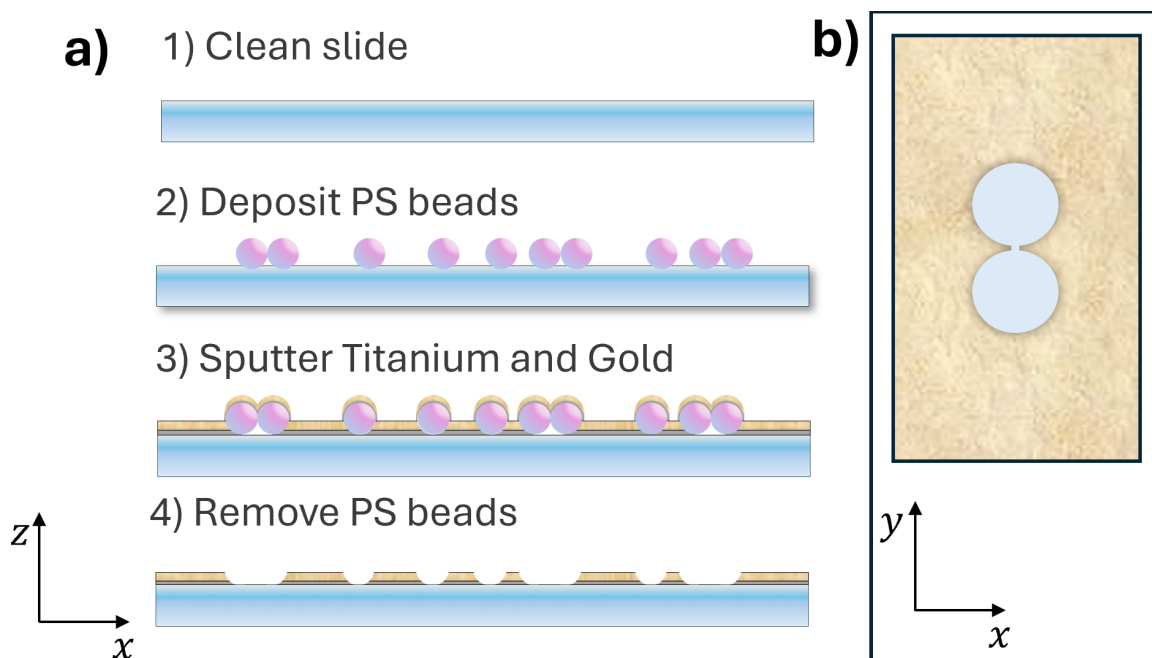 a)
1) Clean slide
2) Deposit PS beads
3) Sputter Titanium and Gold
4) Remove PS beads
z
x
b)
y
x